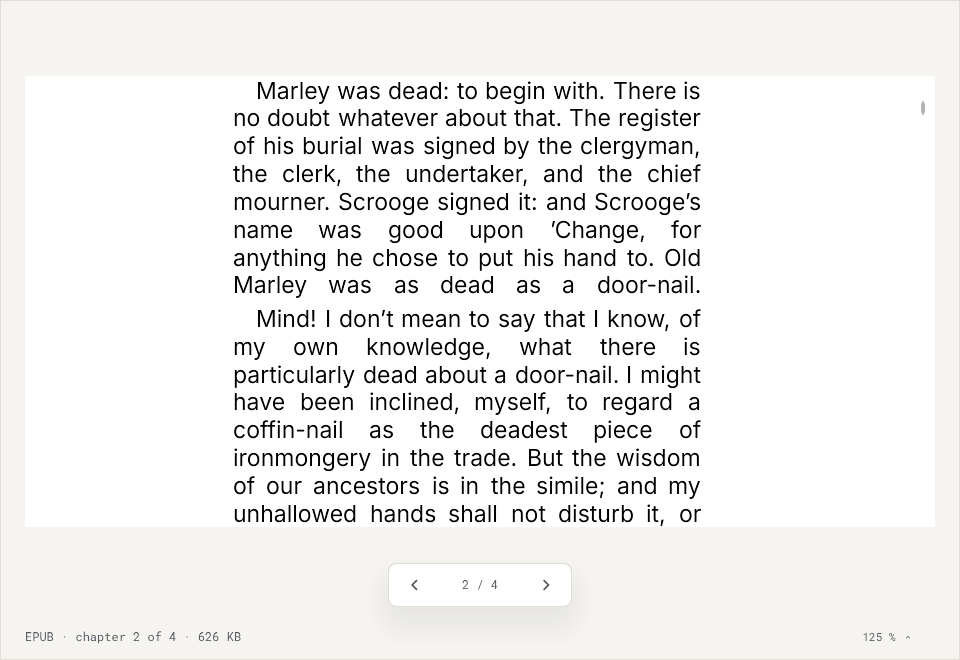 Marley was dead: to begin with. There is
no doubt whatever about that. The register
of his burial was signed by the clergyman,
the clerk, the undertaker, and the chief
mourner. Scrooge signed it: and Scrooge’s
name was good upon ’Change, for
anything he chose to put his hand to. Old
Marley was as dead as a door-nail.
Mind! I don’t mean to say that I know, of
my own knowledge, what there is
particularly dead about a door-nail. I might
have been inclined, myself, to regard a
coffin-nail as the deadest piece of
ironmongery in the trade. But the wisdom
of our ancestors is in the simile; and my
unhallowed hands shall not disturb it, or
2 / 4
EPUB · chapter 2 of 4 · 626 KB
125 %